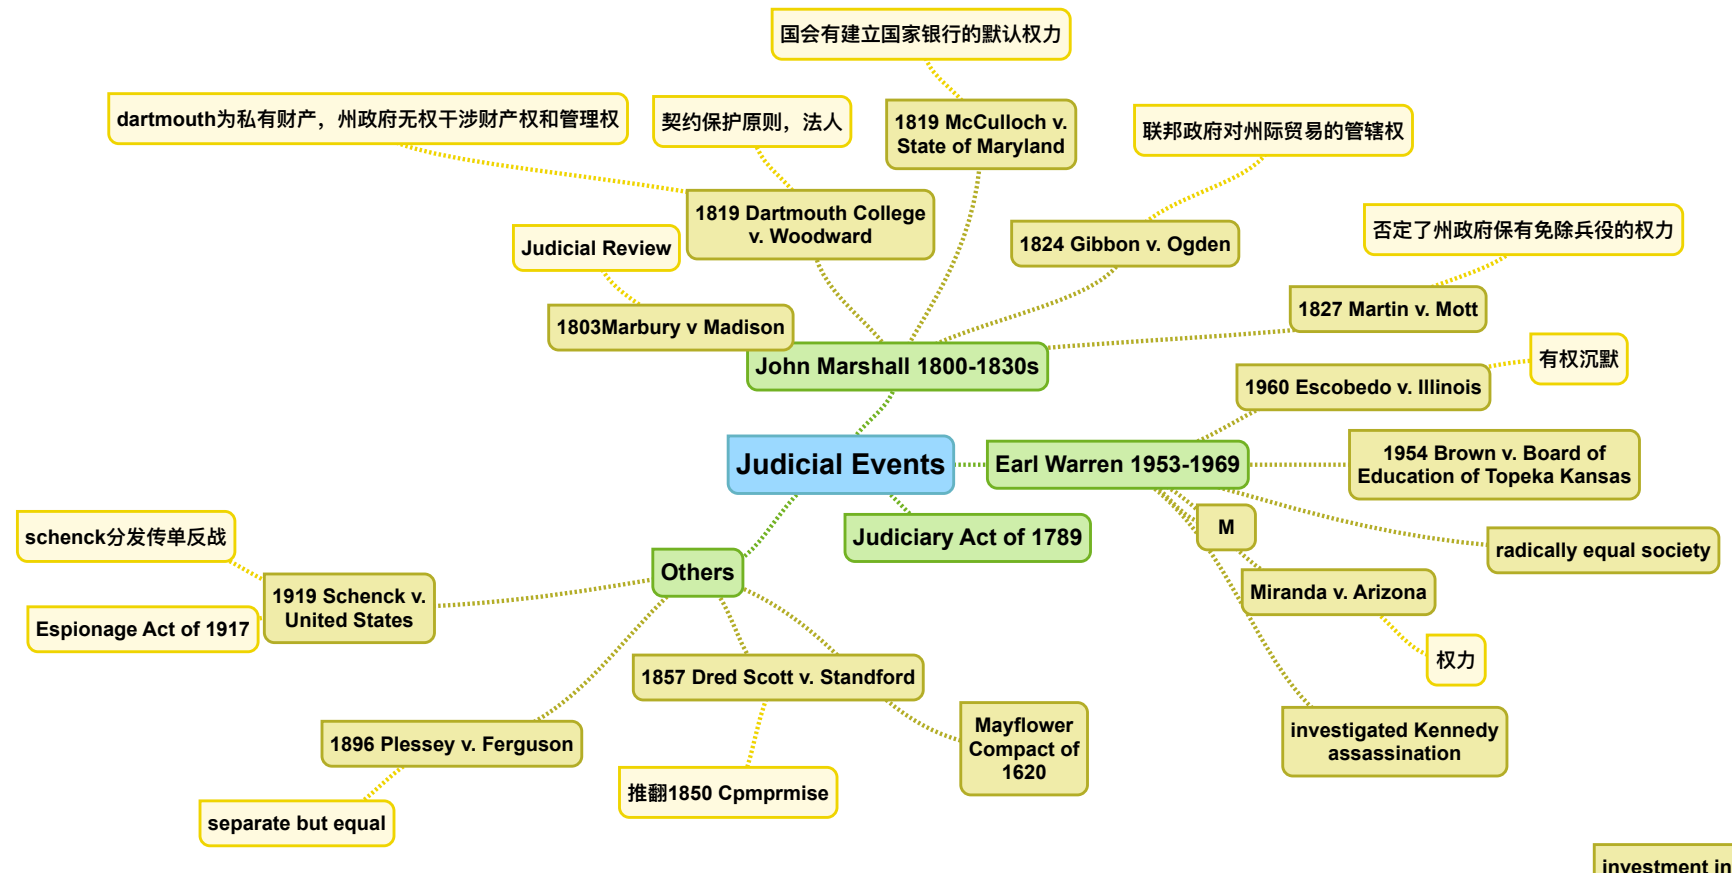 国会有建立国家银行的默认权力
dartmouth为私有财产，州政府无权干涉财产权和管理权
契约保护原则，法人
1819 McCulloch v.
State of Maryland
联邦政府对州际贸易的管辖权
1819 Dartmouth College
v. Woodward
Judicial Review
1824 Gibbon v. Ogden
否定了州政府保有免除兵役的权力
1803Marbury v Madison
1827 Martin v. Mott
John Marshall 1800-1830s
有权沉默
1960 Escobedo v. Illinois
Judicial Events
Earl Warren 1953-1969
1954 Brown v. Board of
Education of Topeka Kansas
M
Judiciary Act of 1789
radically equal society
schenck分发传单反战
Others
1919 Schenck v.
United States
Miranda v. Arizona
Espionage Act of 1917
权力
1857 Dred Scott v. Standford
1896 Plessey v. Ferguson
Mayflower
Compact of
1620
investigated Kennedy
assassination
推翻1850 Cpmprmise
separate but equal
investment in